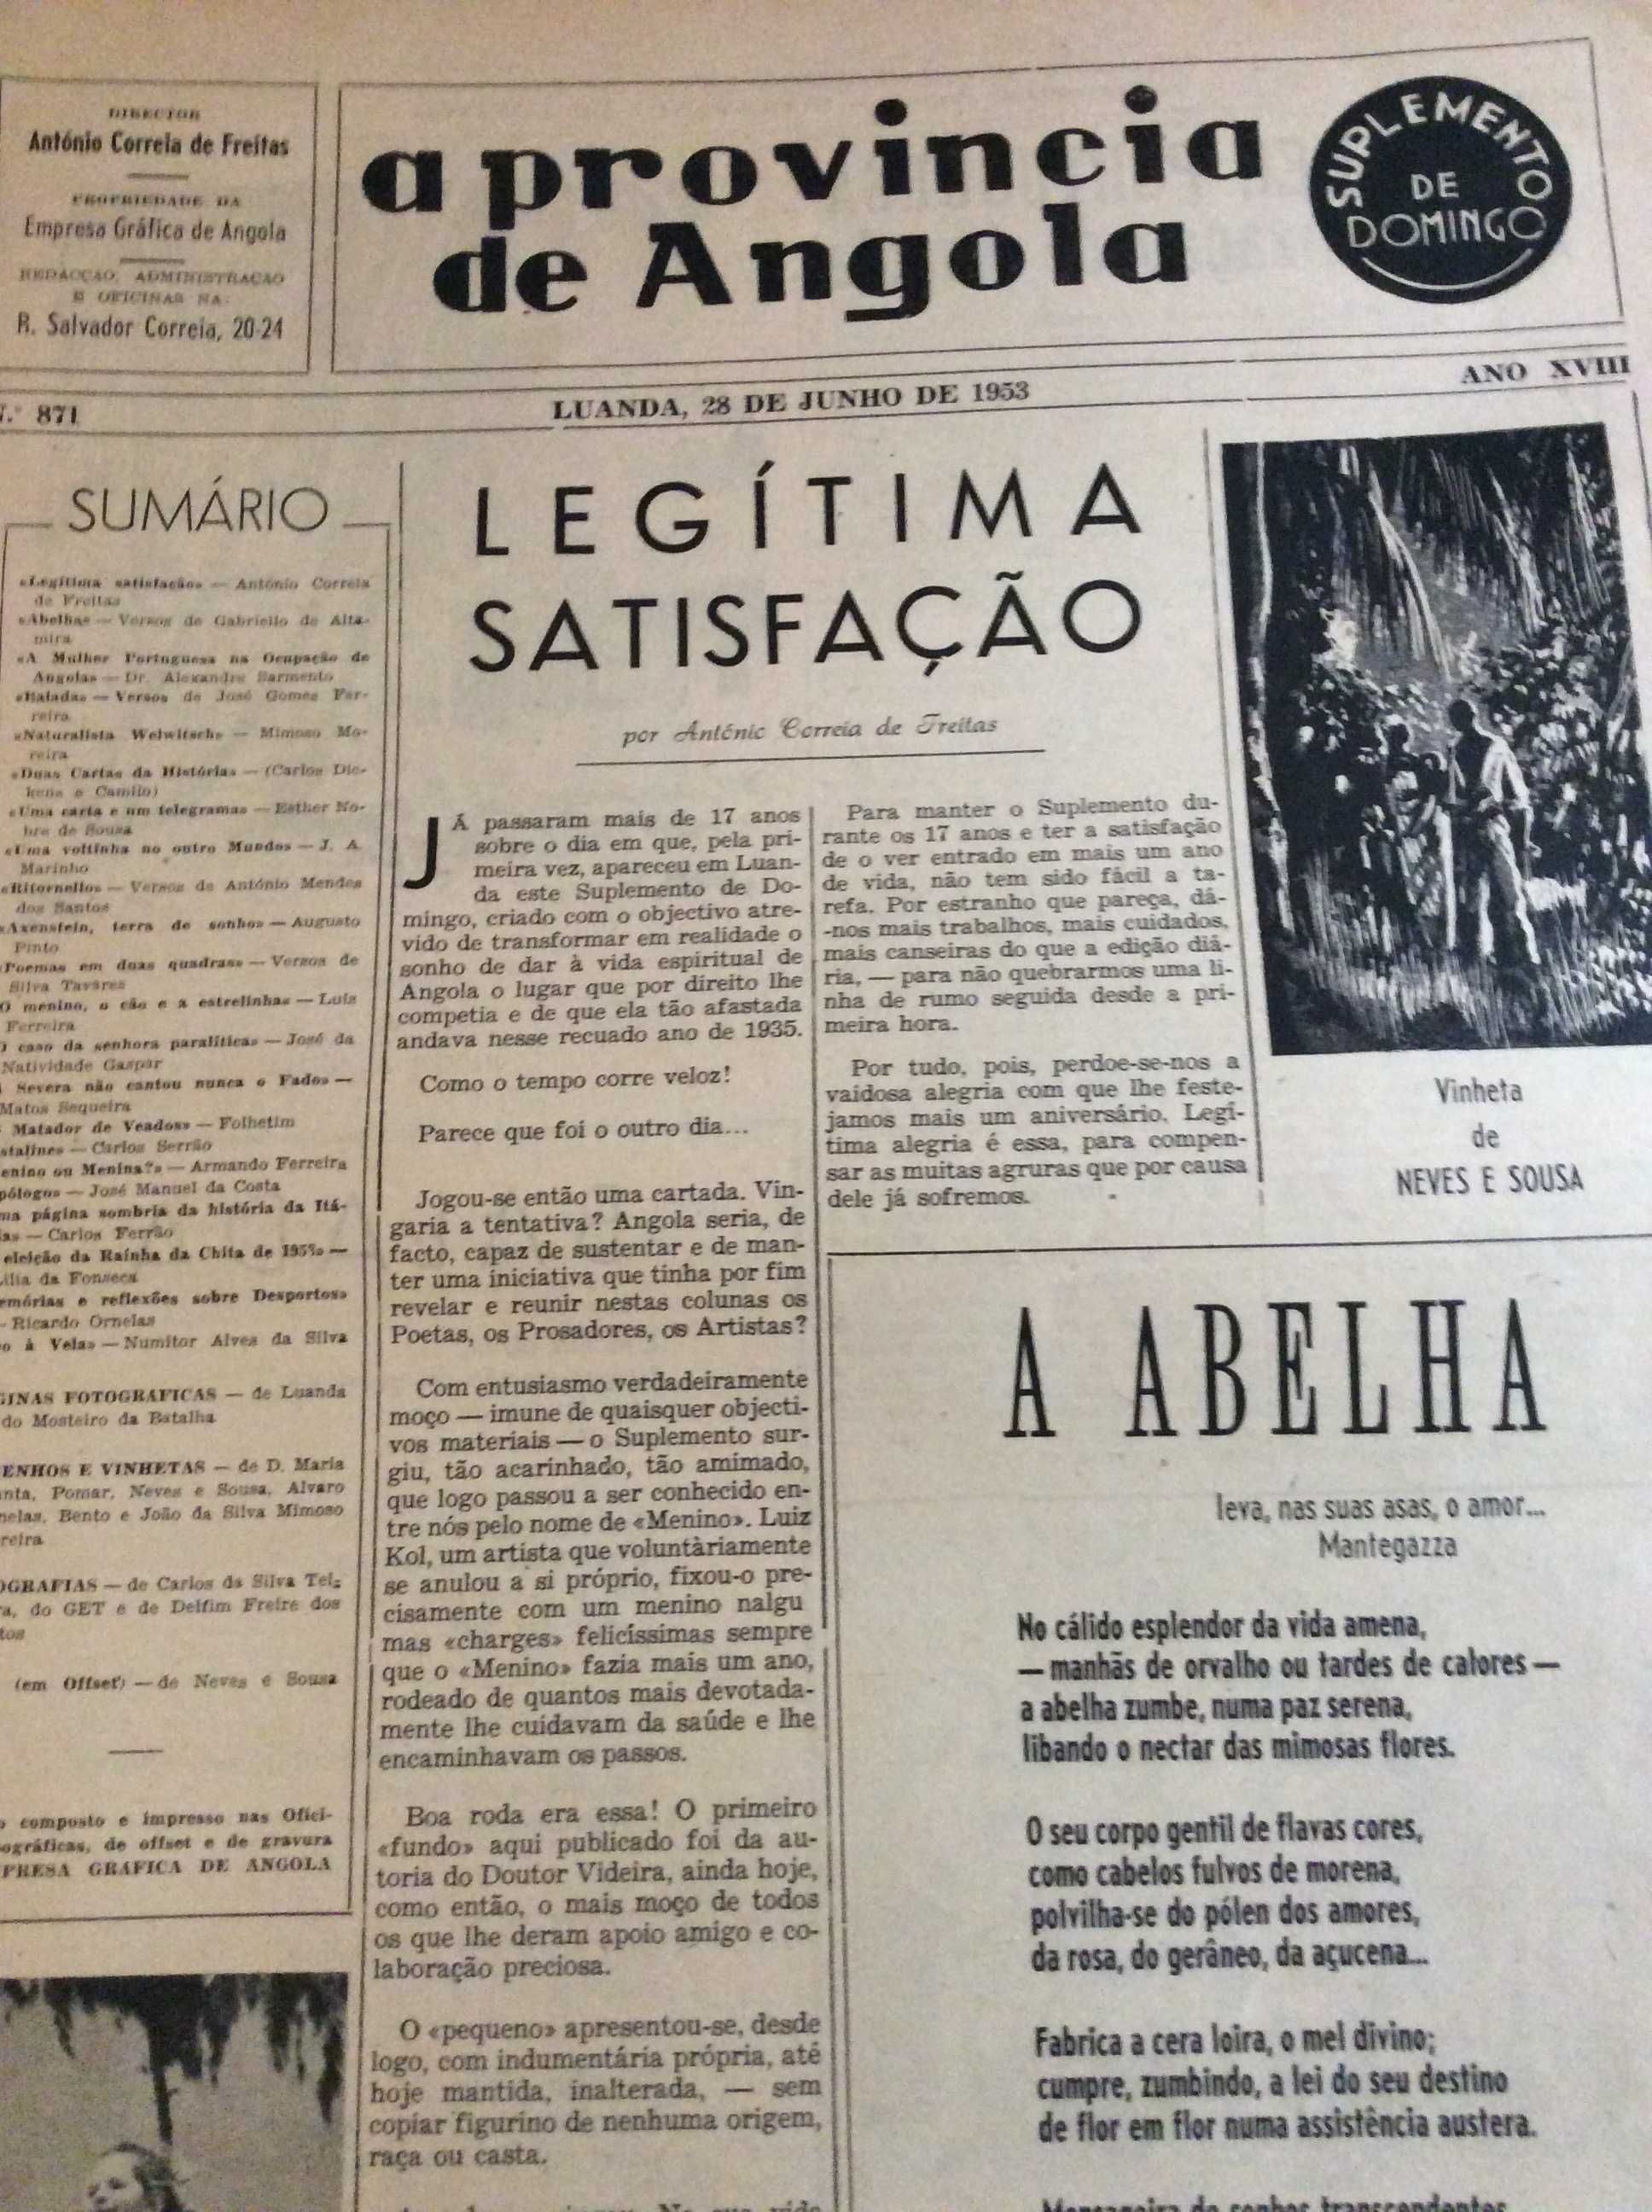 DIRECTOR
António Correia de Freitas
PROPRIEDADE DA
Empresa Gráfica de Angola
REDACÇÃO, ADMINISTRAÇÃO
E OFICINAS NA
R. Salvador Correia, 20-24
a provincia
de Angola
SUPLEMENTO
DE
DOMINGO
N.º 871
LUANDA, 28 DE JUNHO DE 1953
ANO XVIII
SUMÁRIO
«Legítima satisfação» — António Correia
de Freitas
«Abelha» — Versos de Gabriello de Alta-
mira
«A Mulher Portuguesa na Ocupação de
Angola» — Dr. Alexandre Sarmento
«Balada» — Versos de José Gomes Fer-
reira
«Naturalista Welwitsch» — Mimoso Mo-
reira
«Duas Cartas da História» — (Carlos Dic-
kens e Camilo)
«Uma carta e um telegrama» — Esther No-
bre de Sousa
«Uma voltinha no outro Mundo» — J. A.
Marinho
«Ritornello» — Versos de António Mendes
dos Santos
«Axenstein, terra de sonho» — Augusto
Pinto
«Poemas em duas quadras» — Versos de
Silva Tavares
O menino, o cão e a estrelinha» — Luiz
Ferreira
O caso da senhora paralítica» — José da
Natividade Gaspar
A Severa não cantou nunca o Fado» —
Matos Sequeira
Matador de Veados» — Folhetim
stalines — Carlos Serrão
enino ou Menina?» — Armando Ferreira
pólogo» — José Manuel da Costa
ma página sombria da história da Itá-
lia» — Carlos Ferrão
eleição da Rainha da Chita de 1953» —
Lília da Fonseca
emórias e reflexões sobre Desportos»
- Ricardo Ornelas
o à Vela» — Numitor Alves da Silva
GINAS FOTOGRAFICAS — de Luanda
do Mosteiro da Batalha
ENHOS E VINHETAS — de D. Maria
nta, Pomar, Neves e Sousa, Alvaro
nelas, Bento e João da Silva Mimoso
reira
OGRAFIAS — de Carlos da Silva Tei-
ra, do GET e de Delfim Freire dos
tos
(em Offset) — de Neves e Sousa
o composto e impresso nas Ofici-
ográficas, de offset e de gravura
PRESA GRAFICA DE ANGOLA
LEGÍTIMA
SATISFAÇÃO
por António Correia de Freitas
JÁ passaram mais de 17 anos
sobre o dia em que, pela pri-
meira vez, apareceu em Luan-
da este Suplemento de Do-
mingo, criado com o objectivo atre-
vido de transformar em realidade o
sonho de dar à vida espiritual de
Angola o lugar que por direito lhe
competia e de que ela tão afastada
andava nesse recuado ano de 1935.
Como o tempo corre veloz!
Parece que foi o outro dia...
Jogou-se então uma cartada. Vin-
garia a tentativa? Angola seria, de
facto, capaz de sustentar e de man-
ter uma iniciativa que tinha por fim
revelar e reunir nestas colunas os
Poetas, os Prosadores, os Artistas?
Com entusiasmo verdadeiramente
moço — imune de quaisquer objecti-
vos materiais — o Suplemento sur-
giu, tão acarinhado, tão amimado,
que logo passou a ser conhecido en-
tre nós pelo nome de «Menino». Luiz
Kol, um artista que voluntàriamente
se anulou a si próprio, fixou-o pre-
cisamente com um menino nalgu
mas «charges» felicíssimas sempre
que o «Menino» fazia mais um ano,
rodeado de quantos mais devotada-
mente lhe cuidavam da saúde e lhe
encaminhavam os passos.
Boa roda era essa! O primeiro
«fundo» aqui publicado foi da au-
toria do Doutor Videira, ainda hoje,
como então, o mais moço de todos
os que lhe deram apoio amigo e co-
laboração preciosa.
O «pequeno» apresentou-se, desde
logo, com indumentária própria, até
hoje mantida, inalterada, — sem
copiar figurino de nenhuma origem,
raça ou casta.
Para manter o Suplemento du-
rante os 17 anos e ter a satisfação
de o ver entrado em mais um ano
de vida, não tem sido fácil a ta-
refa. Por estranho que pareça, dá-
-nos mais trabalhos, mais cuidados,
mais canseiras do que a edição diá-
ria, — para não quebrarmos uma li-
nha de rumo seguida desde a pri-
meira hora.
Por tudo, pois, perdoe-se-nos a
vaidosa alegria com que lhe feste-
jamos mais um aniversário. Legí-
tima alegria é essa, para compen-
sar as muitas agruras que por causa
dele já sofremos.
Vinheta
de
NEVES E SOUSA
A ABELHA
leva, nas suas asas, o amor...
Mantegazza
No cálido esplendor da vida amena,
— manhãs de orvalho ou tardes de calores —
a abelha zumbe, numa paz serena,
libando o nectar das mimosas flores.
O seu corpo gentil de flavas cores,
como cabelos fulvos de morena,
polvilha-se do pólen dos amores,
da rosa, do gerâneo, da açucena...
Fabrica a cera loira, o mel divino;
cumpre, zumbindo, a lei do seu destino
de flor em flor numa assistência austera.
Mensageira de sonhos transcendentes